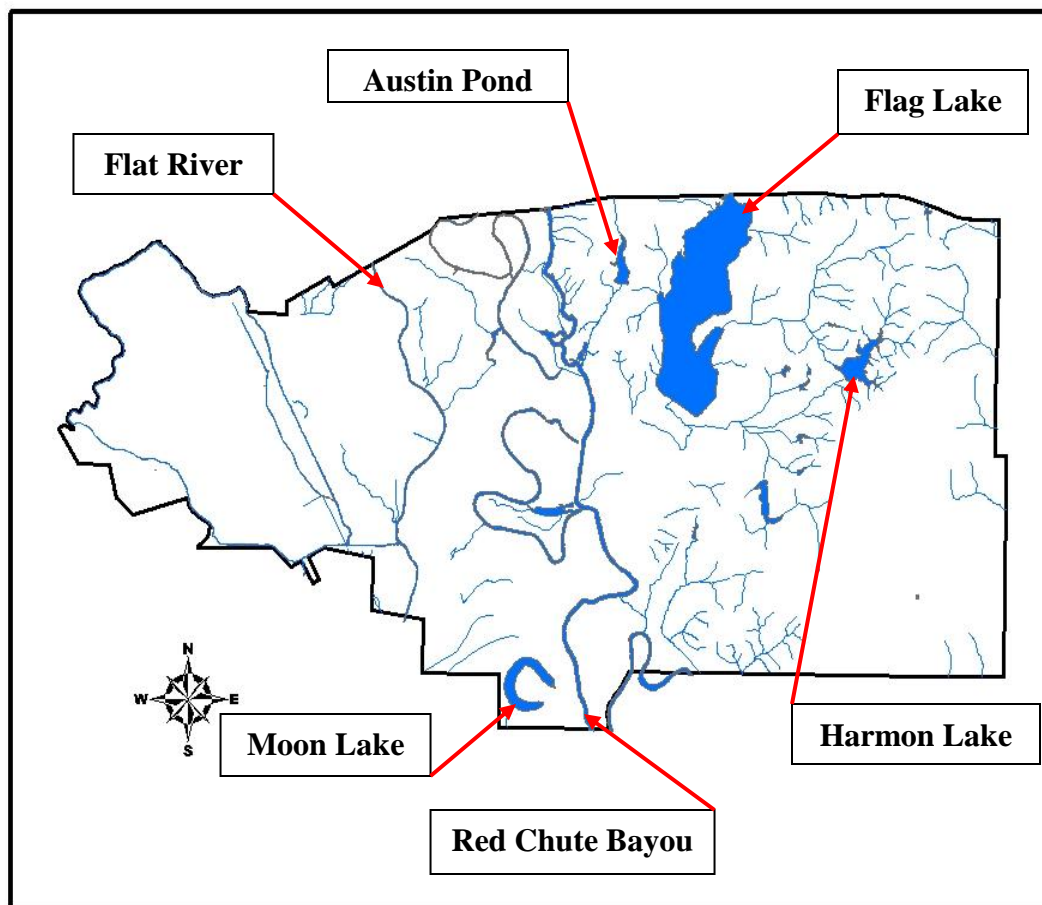 Austin Pond
Flag Lake
Flat River
N
W E
S
Moon Lake
Harmon Lake
Red Chute Bayou